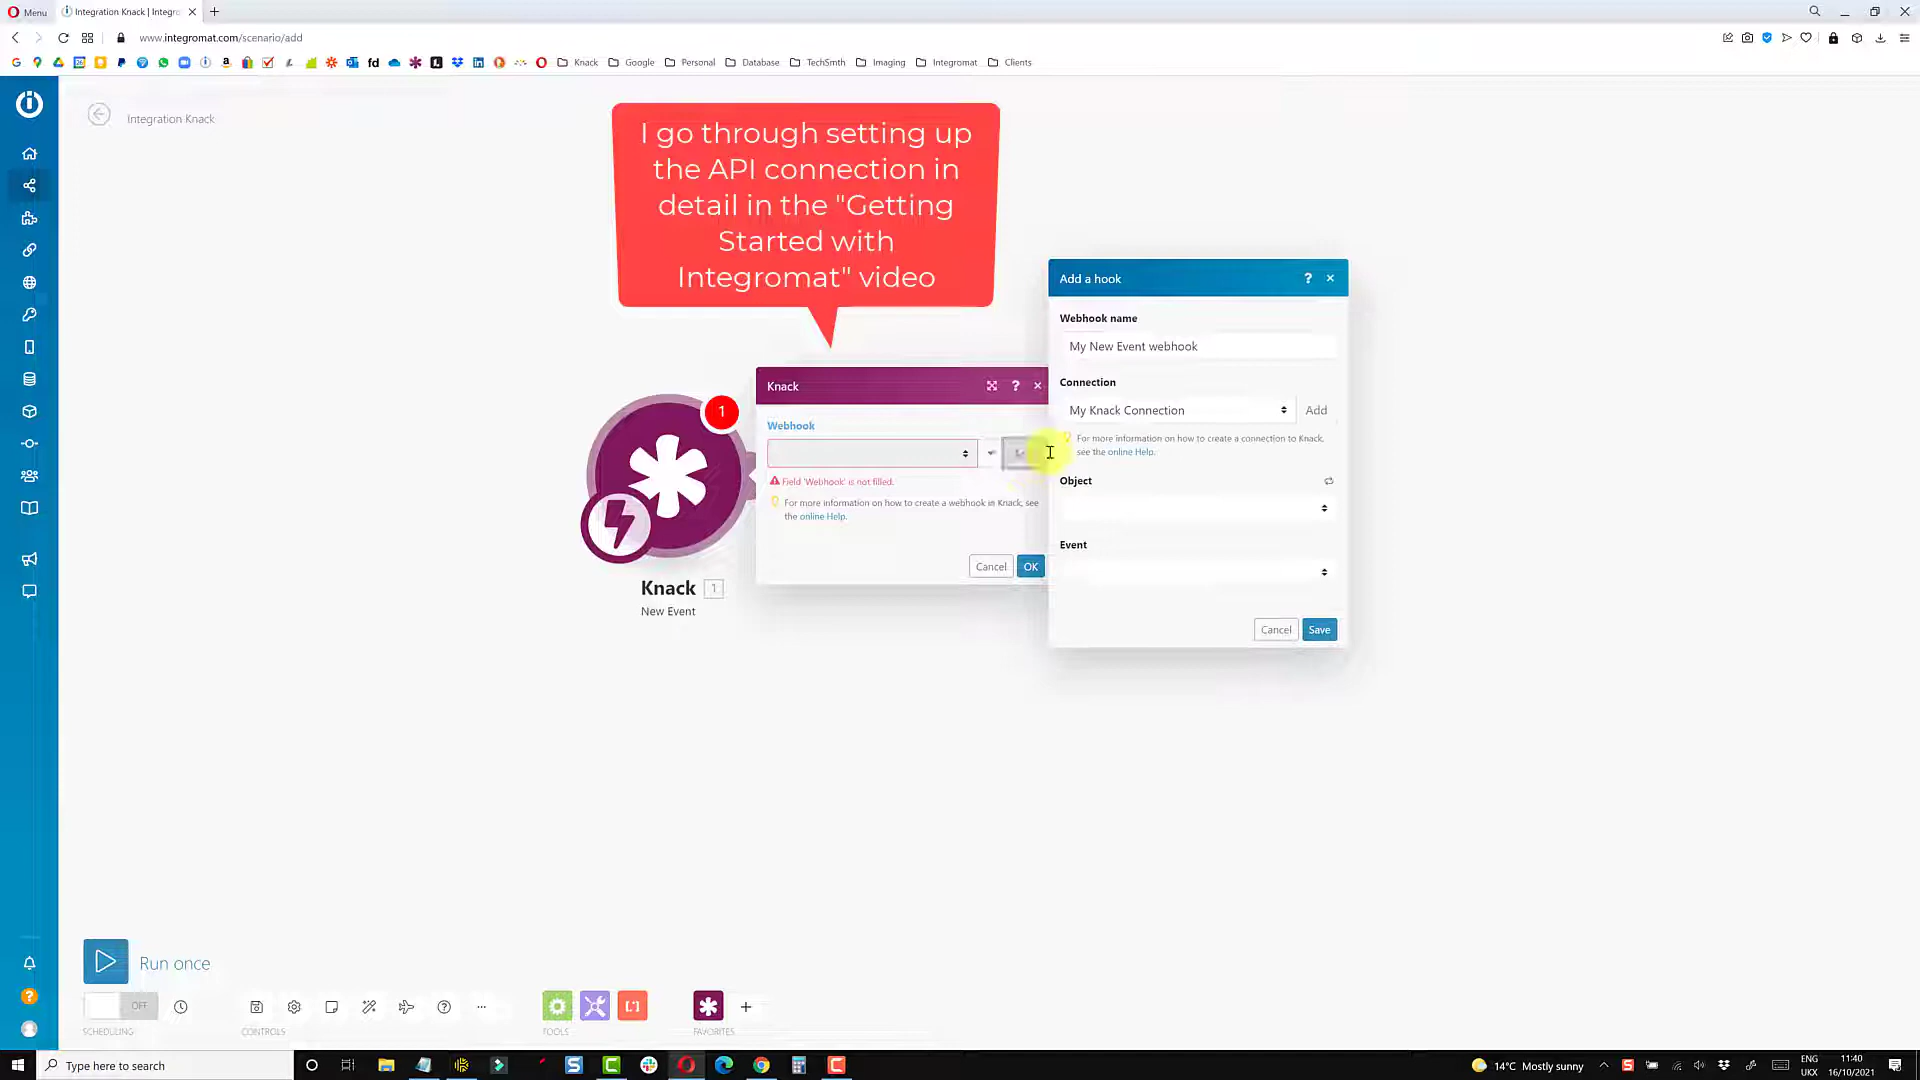 Menu
Integration Knack | Integro
www.integromat.com/scenario/add
Knack
Google
Personal
Database
TechSmth
Imaging
Integromat
Clients
Integration Knack
I go through setting up
the API connection in
detail in the "Getting
Started with
Integromat" video
Add a hook
Webhook name
My New Event webhook
Connection
My Knack Connection
Add
For more information on how to create a connection to Knack,
see the online Help.
Object
Event
Cancel
Save
Knack
Webhook
Field 'Webhook' is not filled.
For more information on how to create a webhook in Knack, see
the online Help.
Cancel
OK
1
Knack 1
New Event
Run once
OFF
SCHEDULING
CONTROLS
TOOLS
FAVORITES
Type here to search
14°C Mostly sunny
ENG
UKX
11:40
16/10/2021